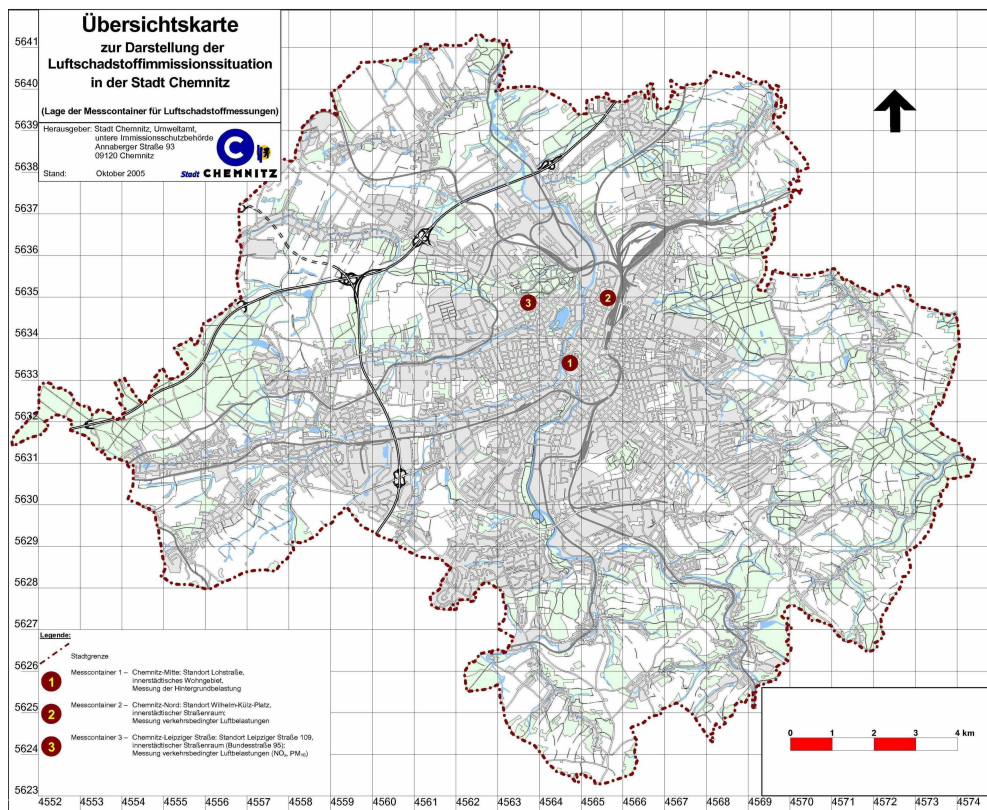 Übersichtskarte
zur Darstellung der
Luftschadstoffimmissionssituation
in der Stadt Chemnitz
(Lage der Messcontainer für Luftschadstoffmessungen)
Herausgeber: Stadt Chemnitz, Umweltamt,
untere Immissionsschutzbehörde
Annaberger Straße 93
09120 Chemnitz
Stand: Oktober 2005
C
Stadt CHEMNITZ
5641
5640
5639
5638
5637
5636
5635
5634
5633
5632
5631
5630
5629
5628
5627
5626
5625
5624
5623
3
2
1
Legende:
Stadtgrenze
1
Messcontainer 1 – Chemnitz-Mitte: Standort Lohstraße,
innerstädtisches Wohngebiet,
Messung der Hintergrundbelastung
2
Messcontainer 2 – Chemnitz-Nord: Standort Wilhelm-Külz-Platz,
innerstädtischer Straßenraum;
Messung verkehrsbedingter Luftbelastungen
3
Messcontainer 3 – Chemnitz-Leipziger Straße: Standort Leipziger Straße 109,
innerstädtischer Straßenraum (Bundesstraße 95);
Messung verkehrsbedingter Luftbelastungen (NOₓ, PM₁₀)
0 1 2 3 4 km
4552 4553 4554 4555 4556 4557 4558 4559 4560 4561 4562 4563 4564 4565 4566 4567 4568 4569 4570 4571 4572 4573 4574